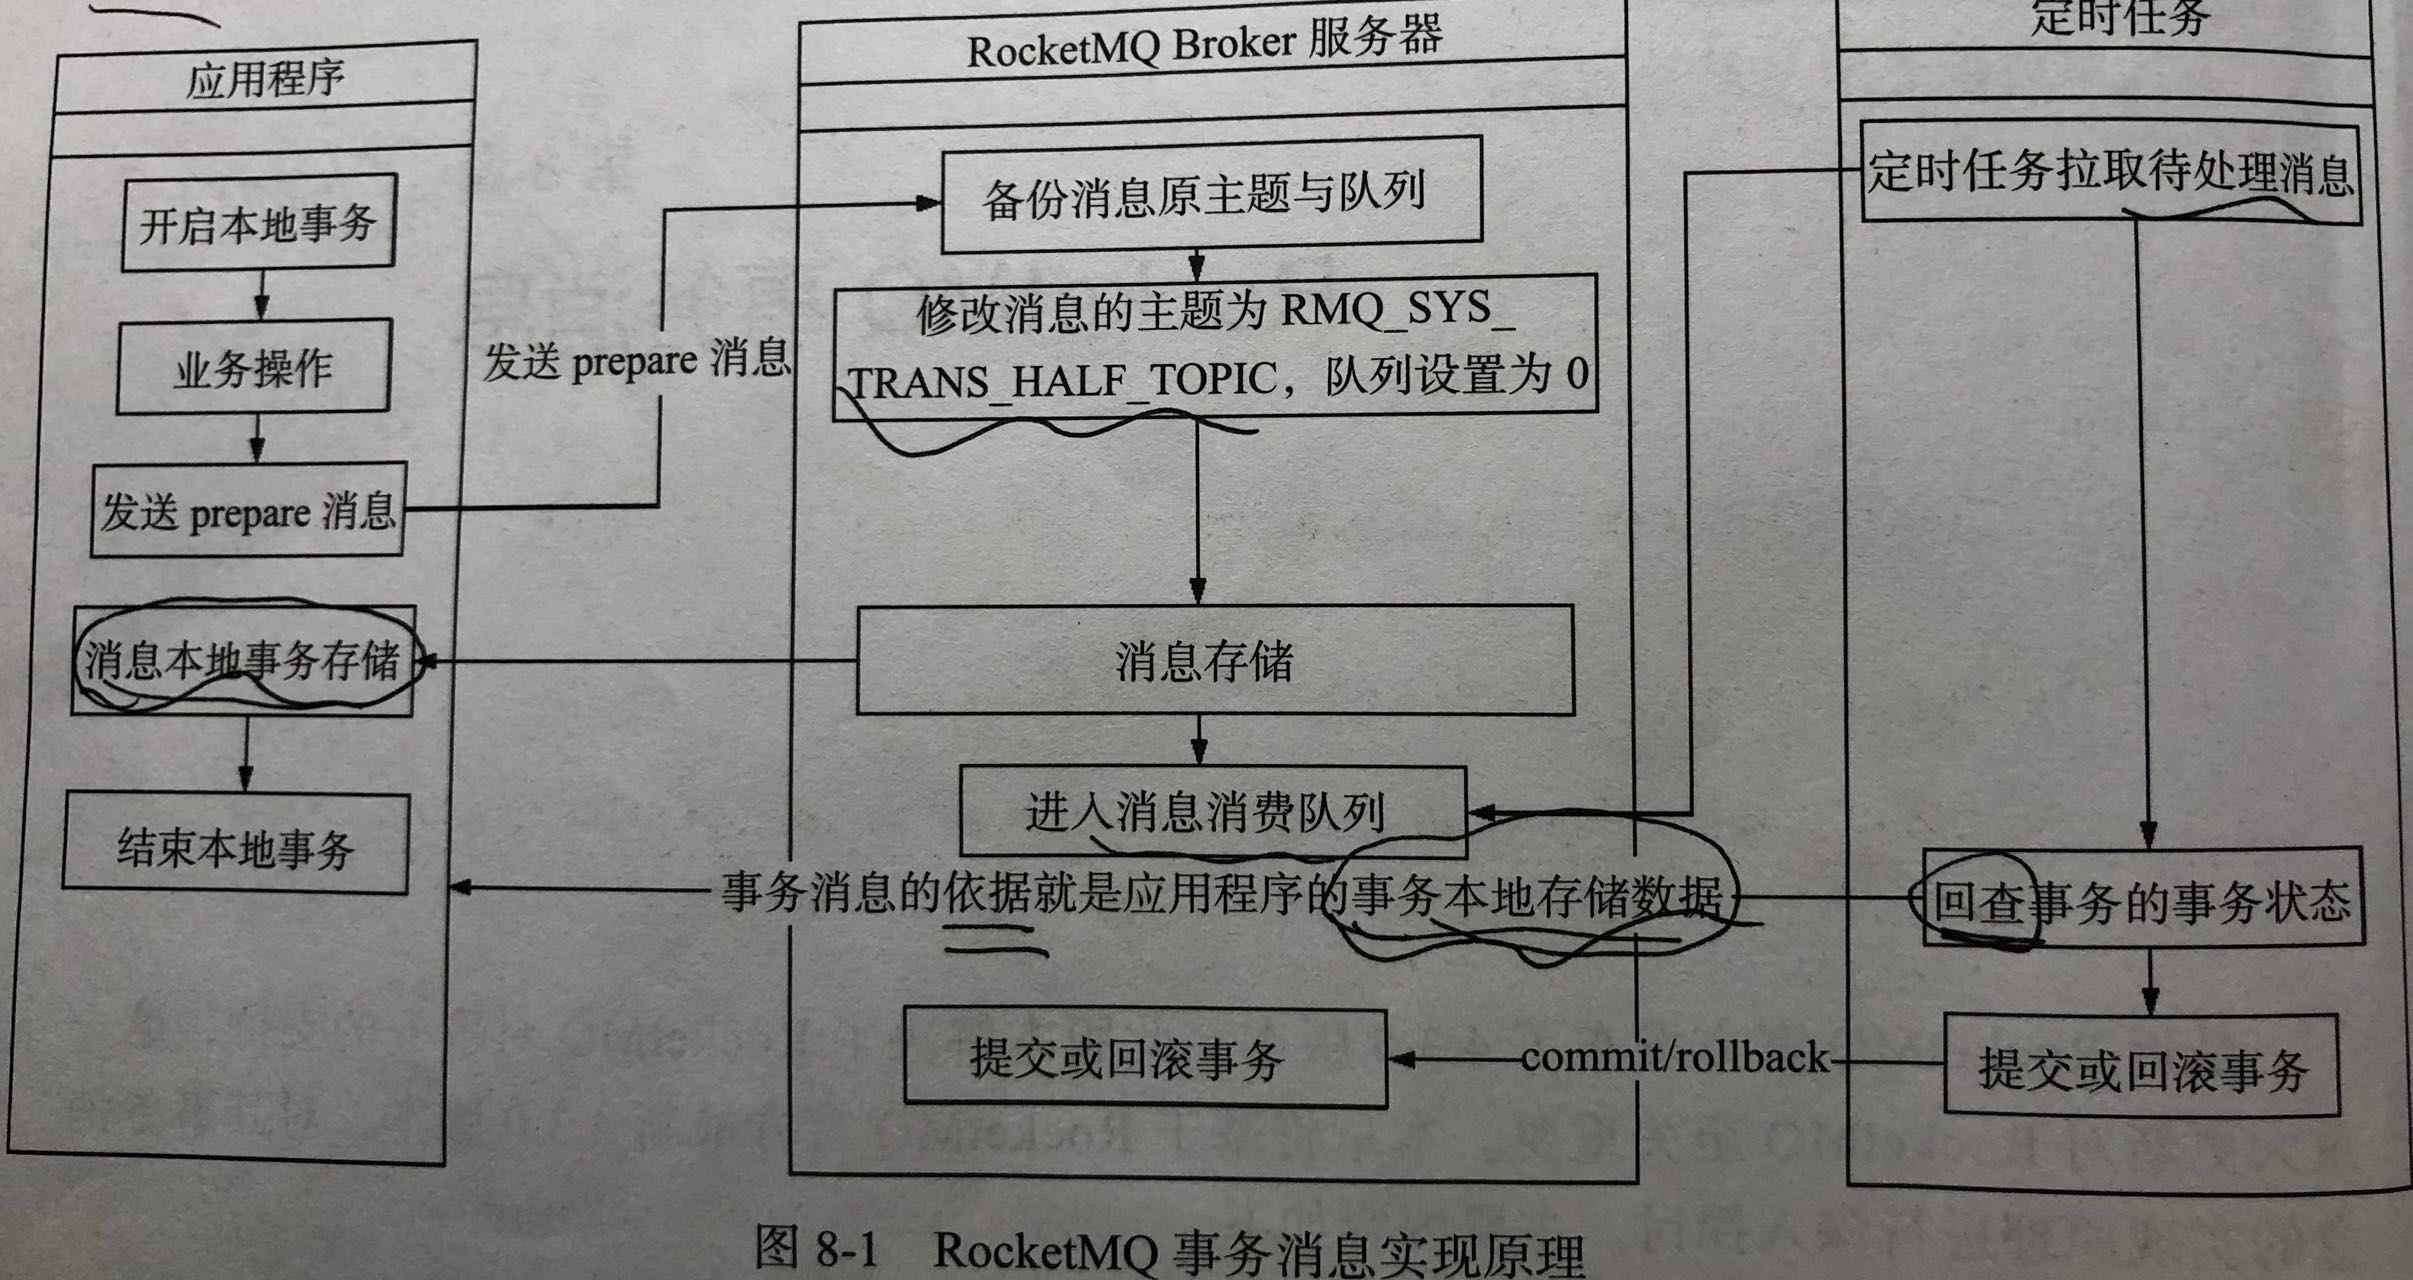 应用程序
开启本地事务
业务操作
发送 prepare 消息
消息本地事务存储
结束本地事务
发送 prepare 消息
RocketMQ Broker 服务器
备份消息原主题与队列
修改消息的主题为 RMQ_SYS_
TRANS_HALF_TOPIC，队列设置为 0
消息存储
进入消息消费队列
事务消息的依据就是应用程序的事务本地存储数据
提交或回滚事务
commit/rollback
定时任务
定时任务拉取待处理消息
回查事务的事务状态
提交或回滚事务
图 8-1 RocketMQ 事务消息实现原理